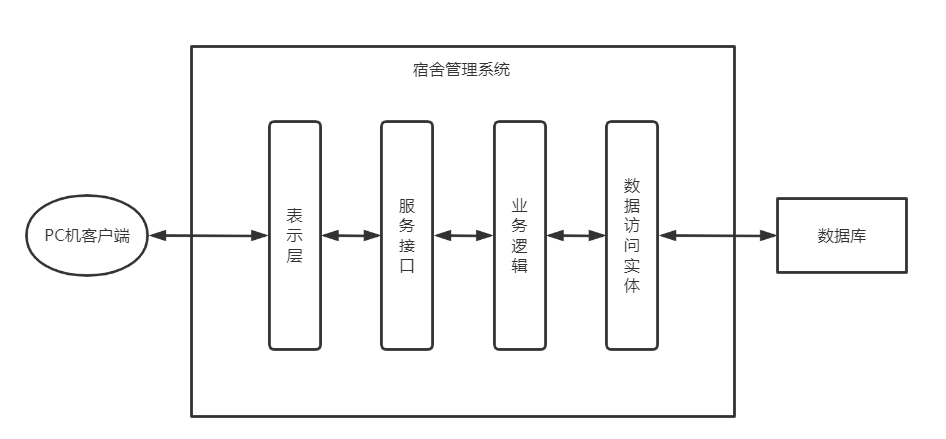 宿舍管理系统
PC机客户端
表示层
服务接口
业务逻辑
数据访问实体
数据库